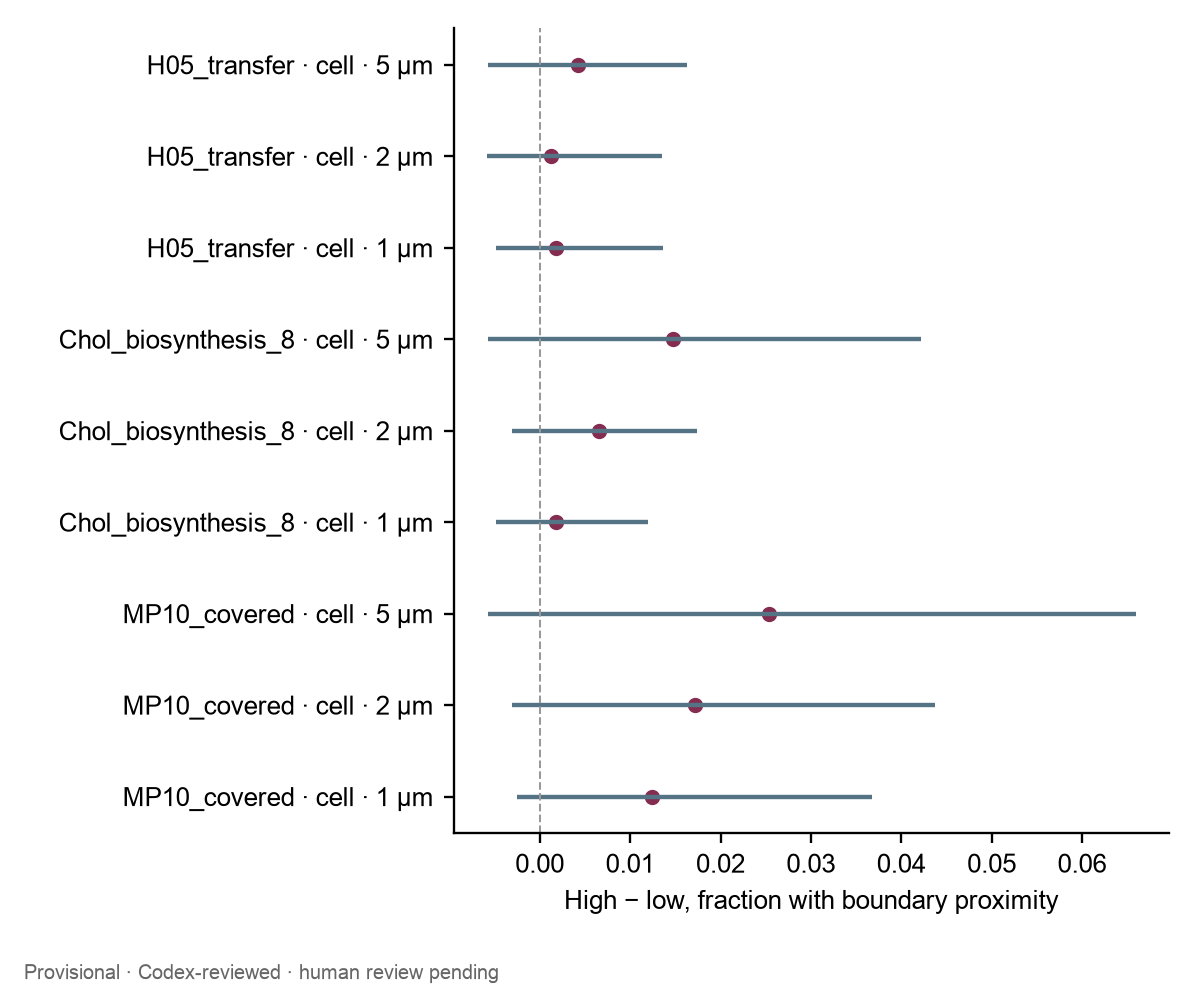 H05_transfer · cell · 5 µm
H05_transfer · cell · 2 µm
H05_transfer · cell · 1 µm
Chol_biosynthesis_8 · cell · 5 µm
Chol_biosynthesis_8 · cell · 2 µm
Chol_biosynthesis_8 · cell · 1 µm
MP10_covered · cell · 5 µm
MP10_covered · cell · 2 µm
MP10_covered · cell · 1 µm
0.00 0.01 0.02 0.03 0.04 0.05 0.06
High − low, fraction with boundary proximity
Provisional · Codex-reviewed · human review pending